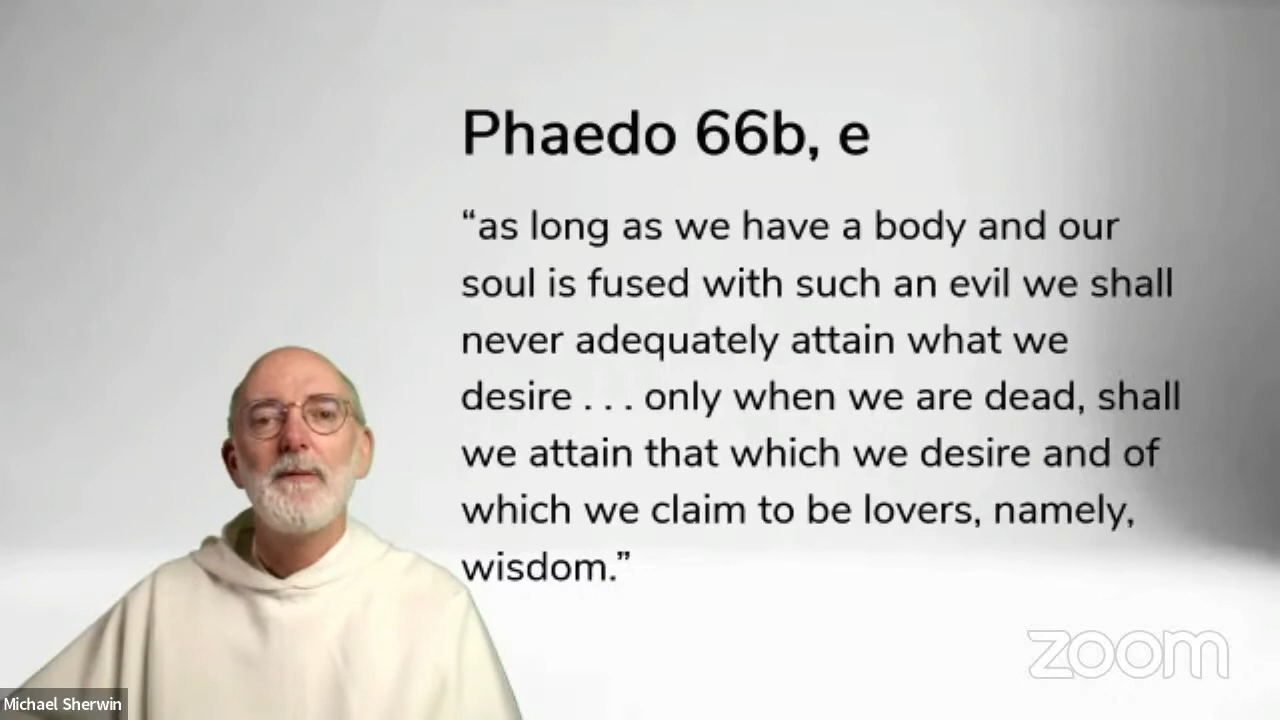 Phaedo 66b, e
“as long as we have a body and our
soul is fused with such an evil we shall
never adequately attain what we
desire . . . only when we are dead, shall
we attain that which we desire and of
which we claim to be lovers, namely,
wisdom.”
zoom
Michael Sherwin